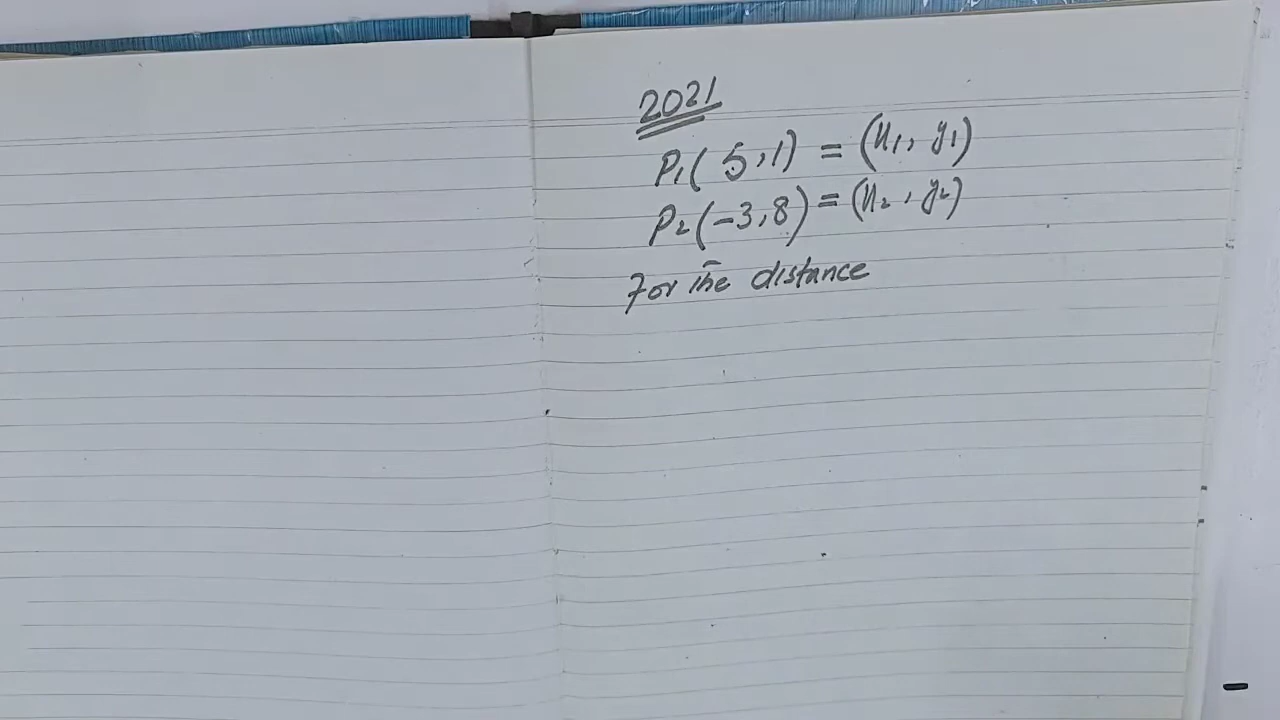 2021
P₁(5,1) = (x₁, y₁)
P₂(-3,8) = (x₂, y₂)
For the distance